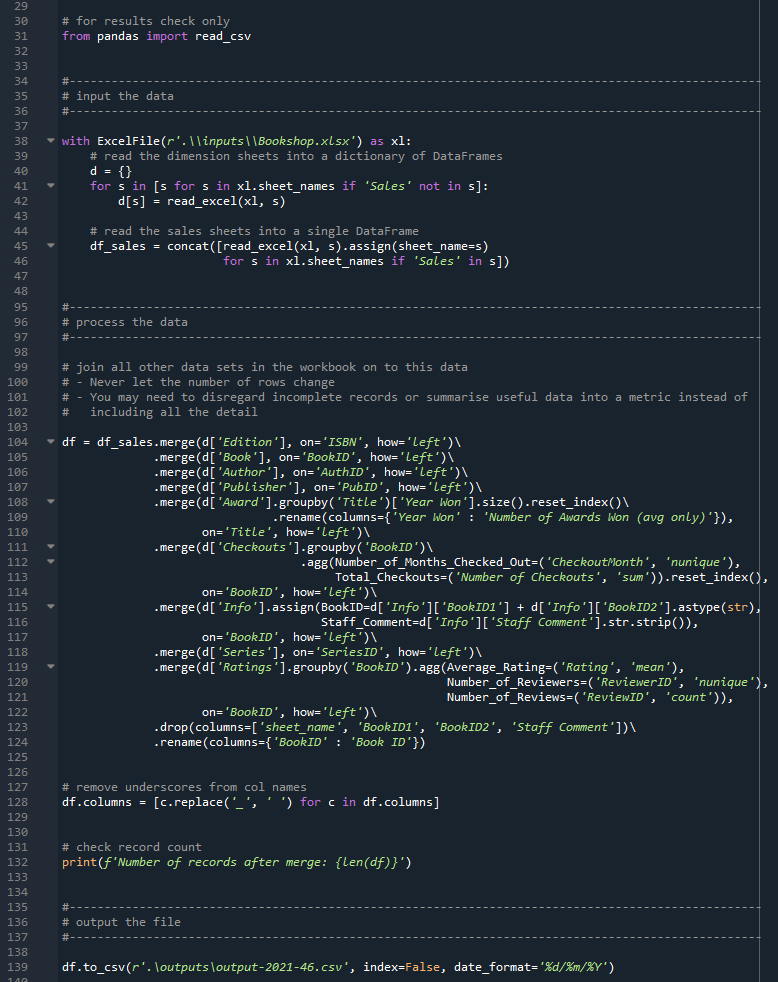 29
30 # for results check only
31 from pandas import read_csv
32
33
34 #---------------------------------------------------------------------------------------------------
35 # input the data
36 #---------------------------------------------------------------------------------------------------
37
38 with ExcelFile(r'.\\inputs\\Bookshop.xlsx') as xl:
39     # read the dimension sheets into a dictionary of DataFrames
40     d = {}
41     for s in [s for s in xl.sheet_names if 'Sales' not in s]:
42         d[s] = read_excel(xl, s)
43
44     # read the sales sheets into a single DataFrame
45     df_sales = concat([read_excel(xl, s).assign(sheet_name=s)
46                        for s in xl.sheet_names if 'Sales' in s])
47
48
95 #---------------------------------------------------------------------------------------------------
96 # process the data
97 #---------------------------------------------------------------------------------------------------
98
99 # join all other data sets in the workbook on to this data
100 # - Never let the number of rows change
101 # - You may need to disregard incomplete records or summarise useful data into a metric instead of
102 #   including all the detail
103
104 df = df_sales.merge(d['Edition'], on='ISBN', how='left')\
105              .merge(d['Book'], on='BookID', how='left')\
106              .merge(d['Author'], on='AuthID', how='left')\
107              .merge(d['Publisher'], on='PubID', how='left')\
108              .merge(d['Award'].groupby('Title')['Year Won'].size().reset_index()\
109                               .rename(columns={'Year Won' : 'Number of Awards Won (avg only)'}),
110                     on='Title', how='left')\
111              .merge(d['Checkouts'].groupby('BookID')\
112                                   .agg(Number_of_Months_Checked_Out=('CheckoutMonth', 'nunique'),
113                                        Total_Checkouts=('Number of Checkouts', 'sum')).reset_index(),
114                     on='BookID', how='left')\
115              .merge(d['Info'].assign(BookID=d['Info']['BookID1'] + d['Info']['BookID2'].astype(str),
116                                      Staff_Comment=d['Info']['Staff Comment'].str.strip()),
117                     on='BookID', how='left')\
118              .merge(d['Series'], on='SeriesID', how='left')\
119              .merge(d['Ratings'].groupby('BookID').agg(Average_Rating=('Rating', 'mean'),
120                                                        Number_of_Reviewers=('ReviewerID', 'nunique'),
121                                                        Number_of_Reviews=('ReviewID', 'count')),
122                     on='BookID', how='left')\
123              .drop(columns=['sheet_name', 'BookID1', 'BookID2', 'Staff Comment'])\
124              .rename(columns={'BookID' : 'Book ID'})
125
126
127 # remove underscores from col names
128 df.columns = [c.replace('_', ' ') for c in df.columns]
129
130
131 # check record count
132 print(f'Number of records after merge: {len(df)}')
133
134
135 #---------------------------------------------------------------------------------------------------
136 # output the file
137 #---------------------------------------------------------------------------------------------------
138
139 df.to_csv(r'.\outputs\output-2021-46.csv', index=False, date_format='%d/%m/%Y')
140